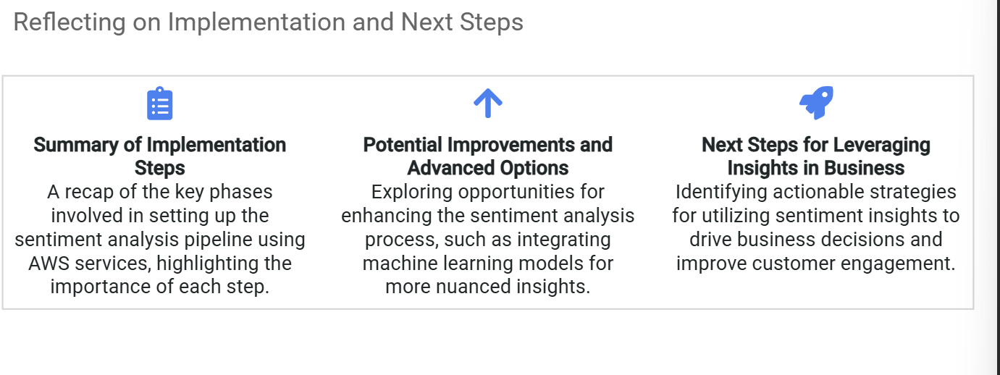 Reflecting on Implementation and Next Steps
Summary of Implementation
Steps
A recap of the key phases
involved in setting up the
sentiment analysis pipeline using
AWS services, highlighting the
importance of each step.
Potential Improvements and
Advanced Options
Exploring opportunities for
enhancing the sentiment analysis
process, such as integrating
machine learning models for
more nuanced insights.
Next Steps for Leveraging
Insights in Business
Identifying actionable strategies
for utilizing sentiment insights to
drive business decisions and
improve customer engagement.